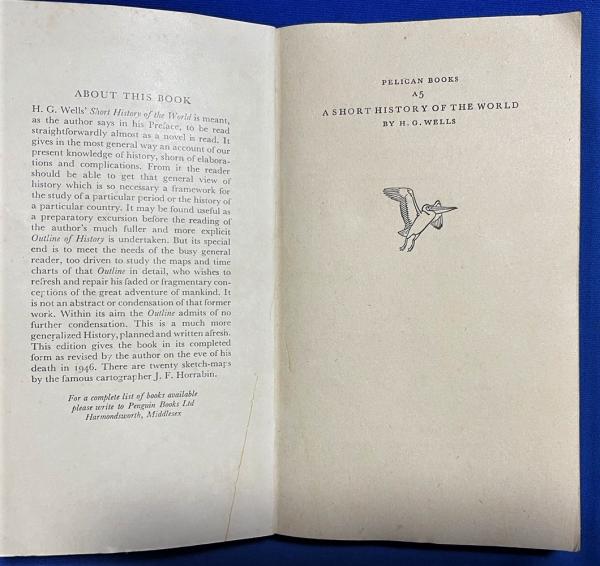 ABOUT THIS BOOK
H. G. Wells' Short History of the World is meant,
as the author says in his Preface, to be read
straightforwardly almost as a novel is read. It
gives in the most general way an account of our
present knowledge of history, shorn of elabora-
tions and complications. From it the reader
should be able to get that general view of
history which is so necessary a framework for
the study of a particular period or the history of
a particular country. It may be found useful as
a preparatory excursion before the reading of
the author's much fuller and more explicit
Outline of History is undertaken. But its special
end is to meet the needs of the busy general
reader, too driven to study the maps and time
charts of that Outline in detail, who wishes to
refresh and repair his faded or fragmentary con-
ceptions of the great adventure of mankind. It
is not an abstract or condensation of that former
work. Within its aim the Outline admits of no
further condensation. This is a much more
generalized History, planned and written afresh.
This edition gives the book in its completed
form as revised by the author on the eve of his
death in 1946. There are twenty sketch-maps
by the famous cartographer J. F. Horrabin.
For a complete list of books available
please write to Penguin Books Ltd
Harmondsworth, Middlesex
PELICAN BOOKS
A5
A SHORT HISTORY OF THE WORLD
BY H. G. WELLS